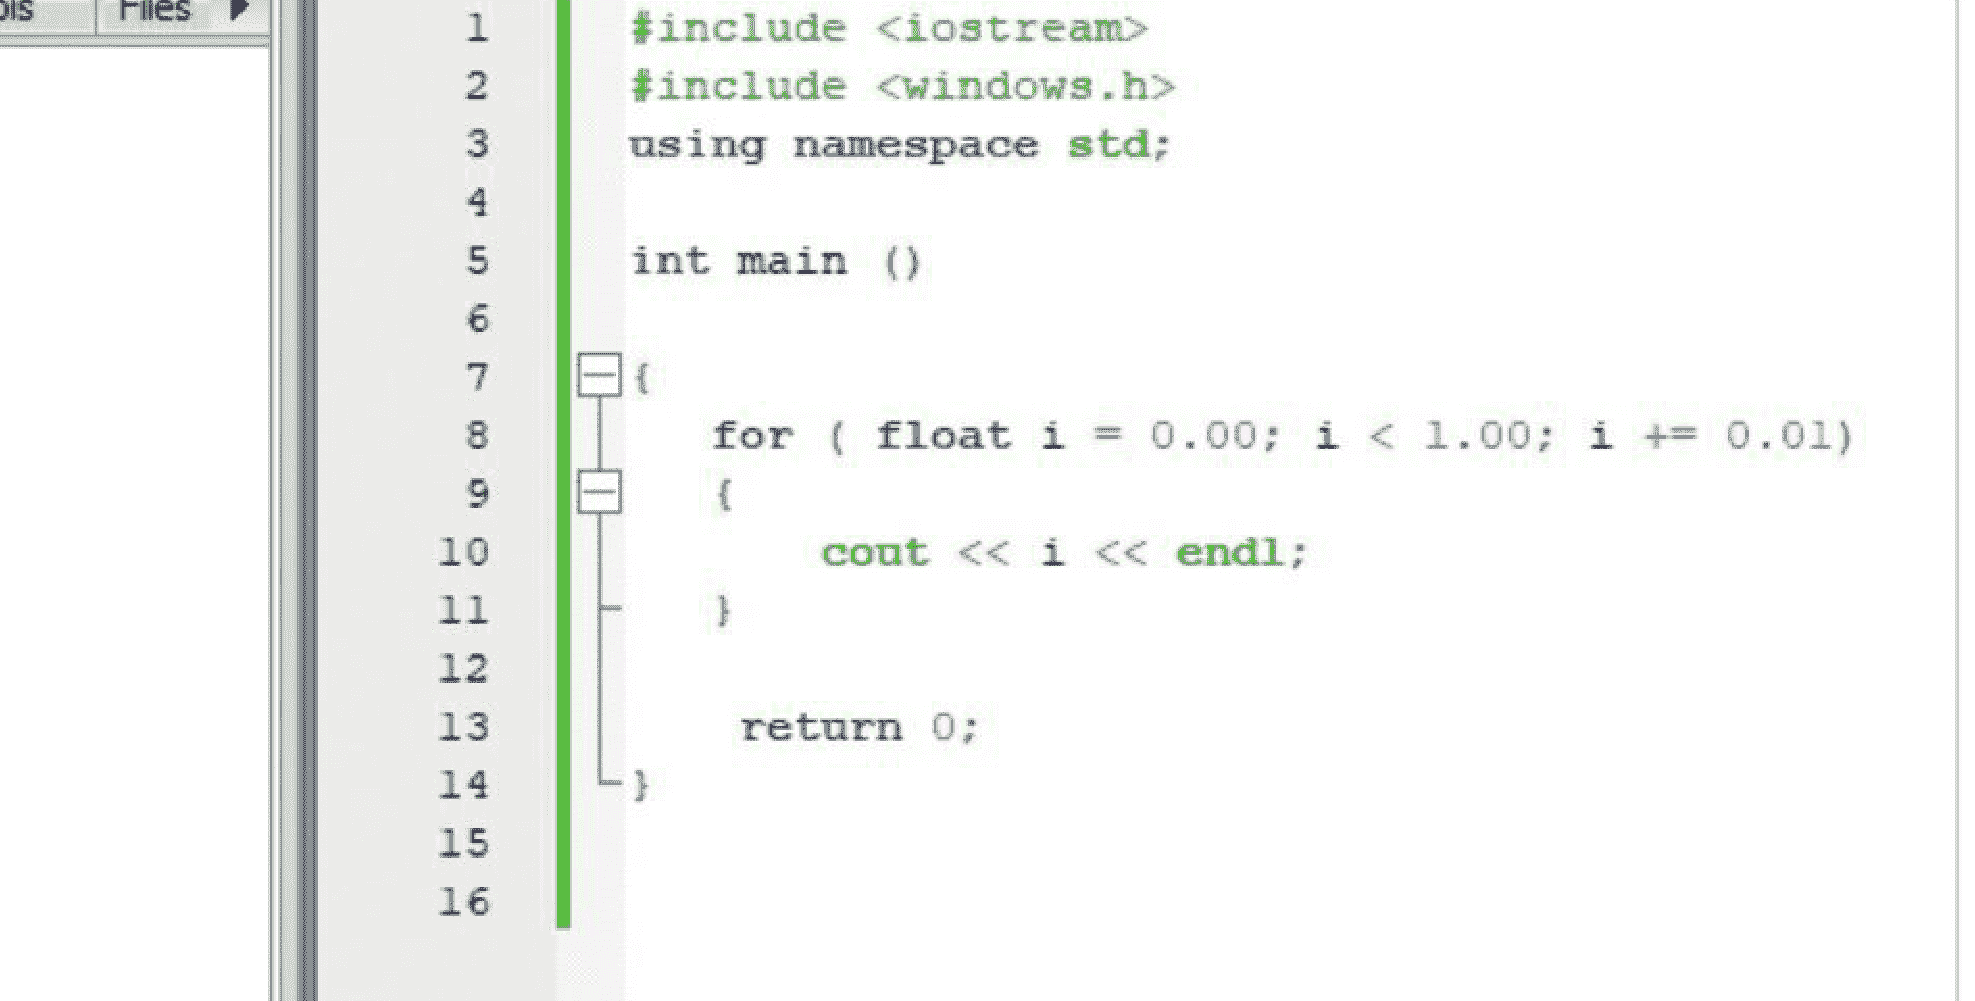 Files
1 #include <iostream>
2 #include <windows.h>
3 using namespace std;
4
5 int main ()
6
7 {
8 for ( float i = 0.00; i < 1.00; i += 0.01)
9 {
10 cout << i << endl;
11 }
12
13 return 0;
14 }
15
16